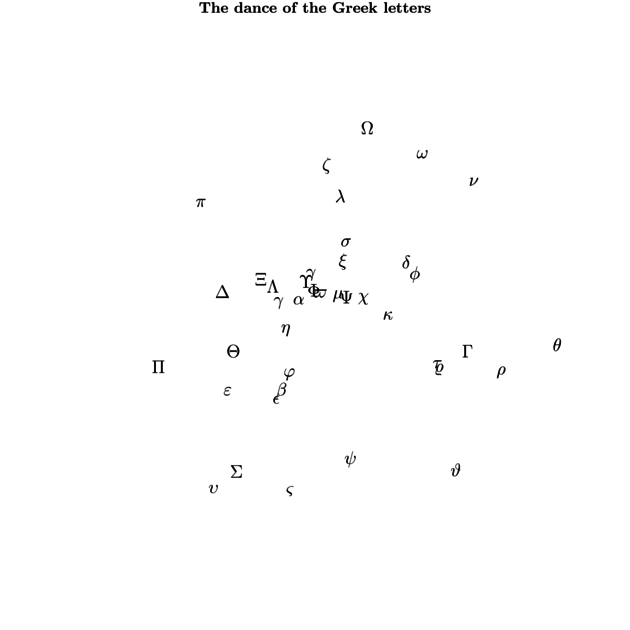 The dance of the Greek letters
Ω
ω
ζ
ν
λ
π
σ
ξ
δ
ϕ
Ξ
Λ
Υ
γ
Φ
Δ
γ
α
ϖ
μ
Ψ
χ
κ
η
θ
Θ
Γ
Π
φ
τ
ϱ
ρ
ε
β
ϵ
ψ
Σ
ϑ
υ
ς